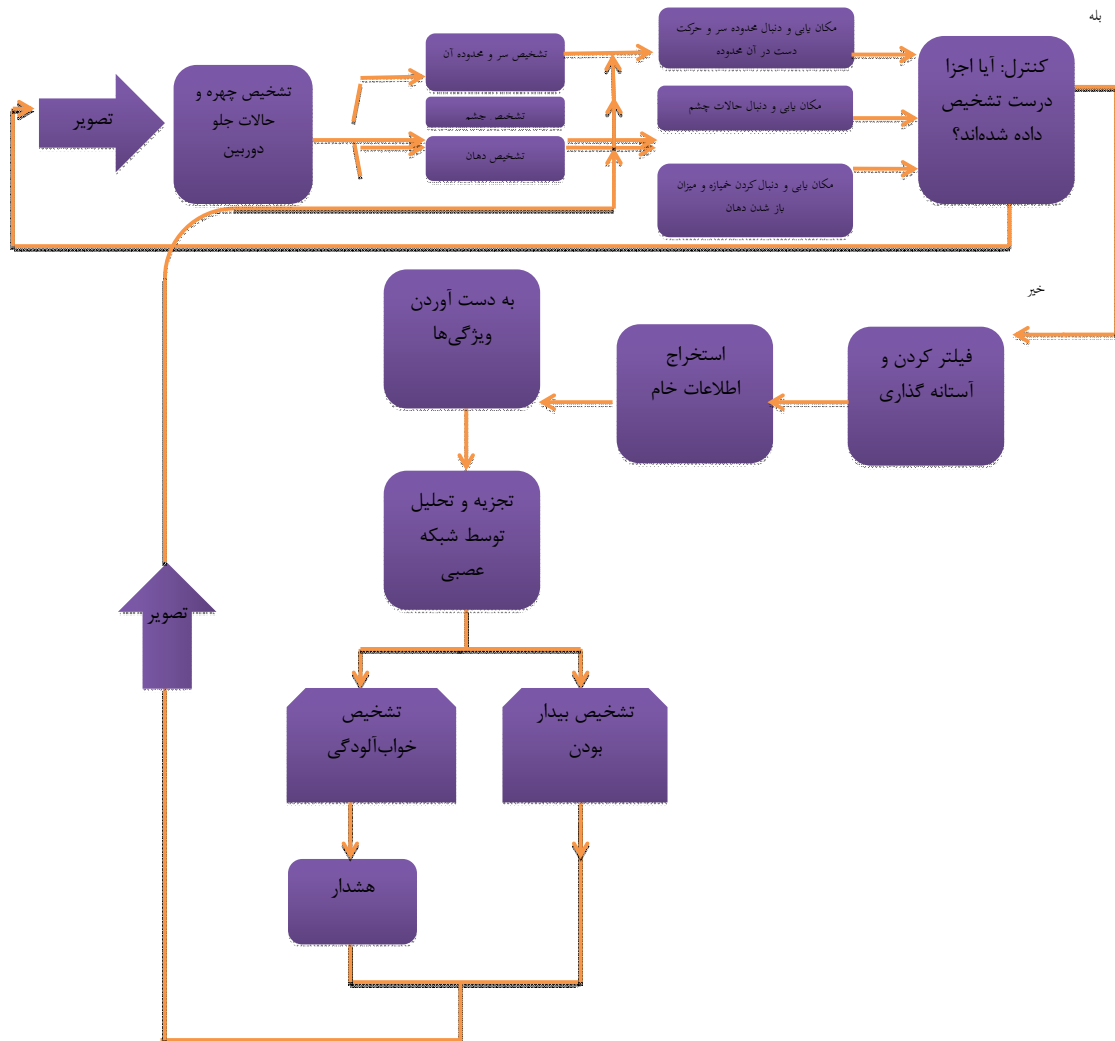 بله
تصویر
تشخیص چهره و
حالات جلو
دوربین
تشخیص سر و محدوده آن
تشخیص چشم
تشخیص دهان
مکان یابی و دنبال محدوده سر و حرکت
دست در آن محدوده
مکان یابی و دنبال حالات چشم
مکان یابی و دنبال کردن خمیازه و میزان
باز شدن دهان
کنترل: آیا اجزا
درست تشخیص
داده شده‌اند؟
خیر
فیلتر کردن و
آستانه گذاری
استخراج
اطلاعات خام
به دست آوردن
ویژگی‌ها
تجزیه و تحلیل
توسط شبکه
عصبی
تصویر
تشخیص
خواب‌آلودگی
تشخیص بیدار
بودن
هشدار